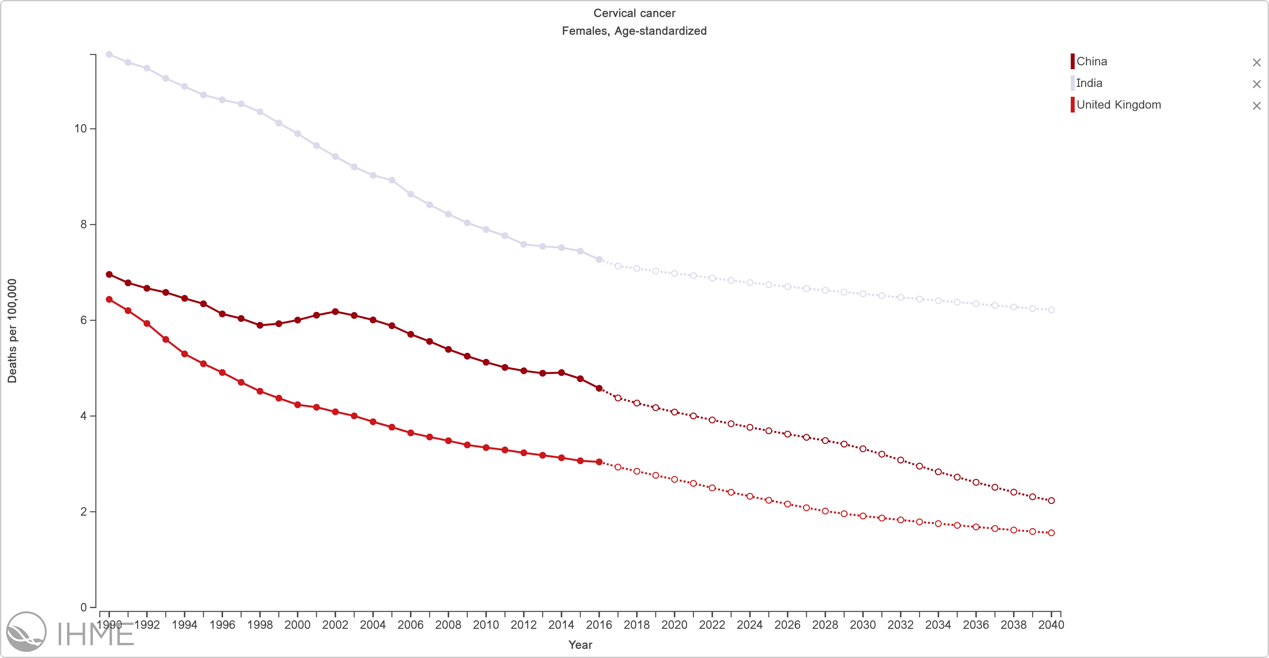 Cervical cancer
Females, Age-standardized
China
India
United Kingdom
Deaths per 100,000
10
8
6
4
2
0
1990 1992 1994 1996 1998 2000 2002 2004 2006 2008 2010 2012 2014 2016 2018 2020 2022 2024 2026 2028 2030 2032 2034 2036 2038 2040
Year
IHME